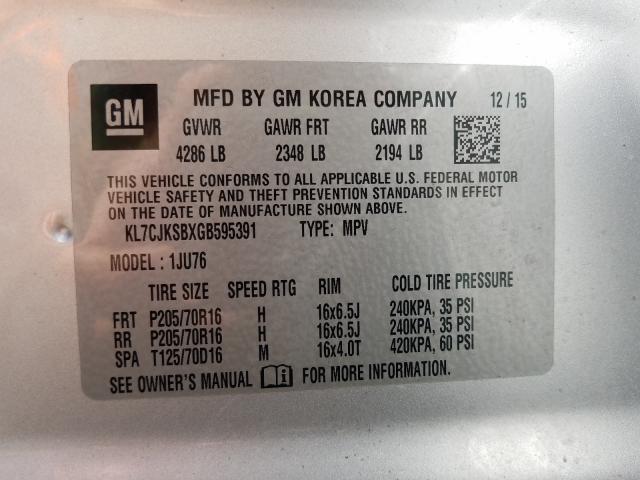 GM MFD BY GM KOREA COMPANY 12/15
GVWR GAWR FRT GAWR RR
4286 LB 2348 LB 2194 LB
THIS VEHICLE CONFORMS TO ALL APPLICABLE U.S. FEDERAL MOTOR
VEHICLE SAFETY AND THEFT PREVENTION STANDARDS IN EFFECT
ON THE DATE OF MANUFACTURE SHOWN ABOVE.
KL7CJKSBXGB595391 TYPE: MPV
MODEL: 1JU76
TIRE SIZE SPEED RTG RIM COLD TIRE PRESSURE
FRT P205/70R16 H 16x6.5J 240KPA, 35 PSI
RR P205/70R16 H 16x6.5J 240KPA, 35 PSI
SPA T125/70D16 M 16x4.0T 420KPA, 60 PSI
SEE OWNER'S MANUAL FOR MORE INFORMATION.